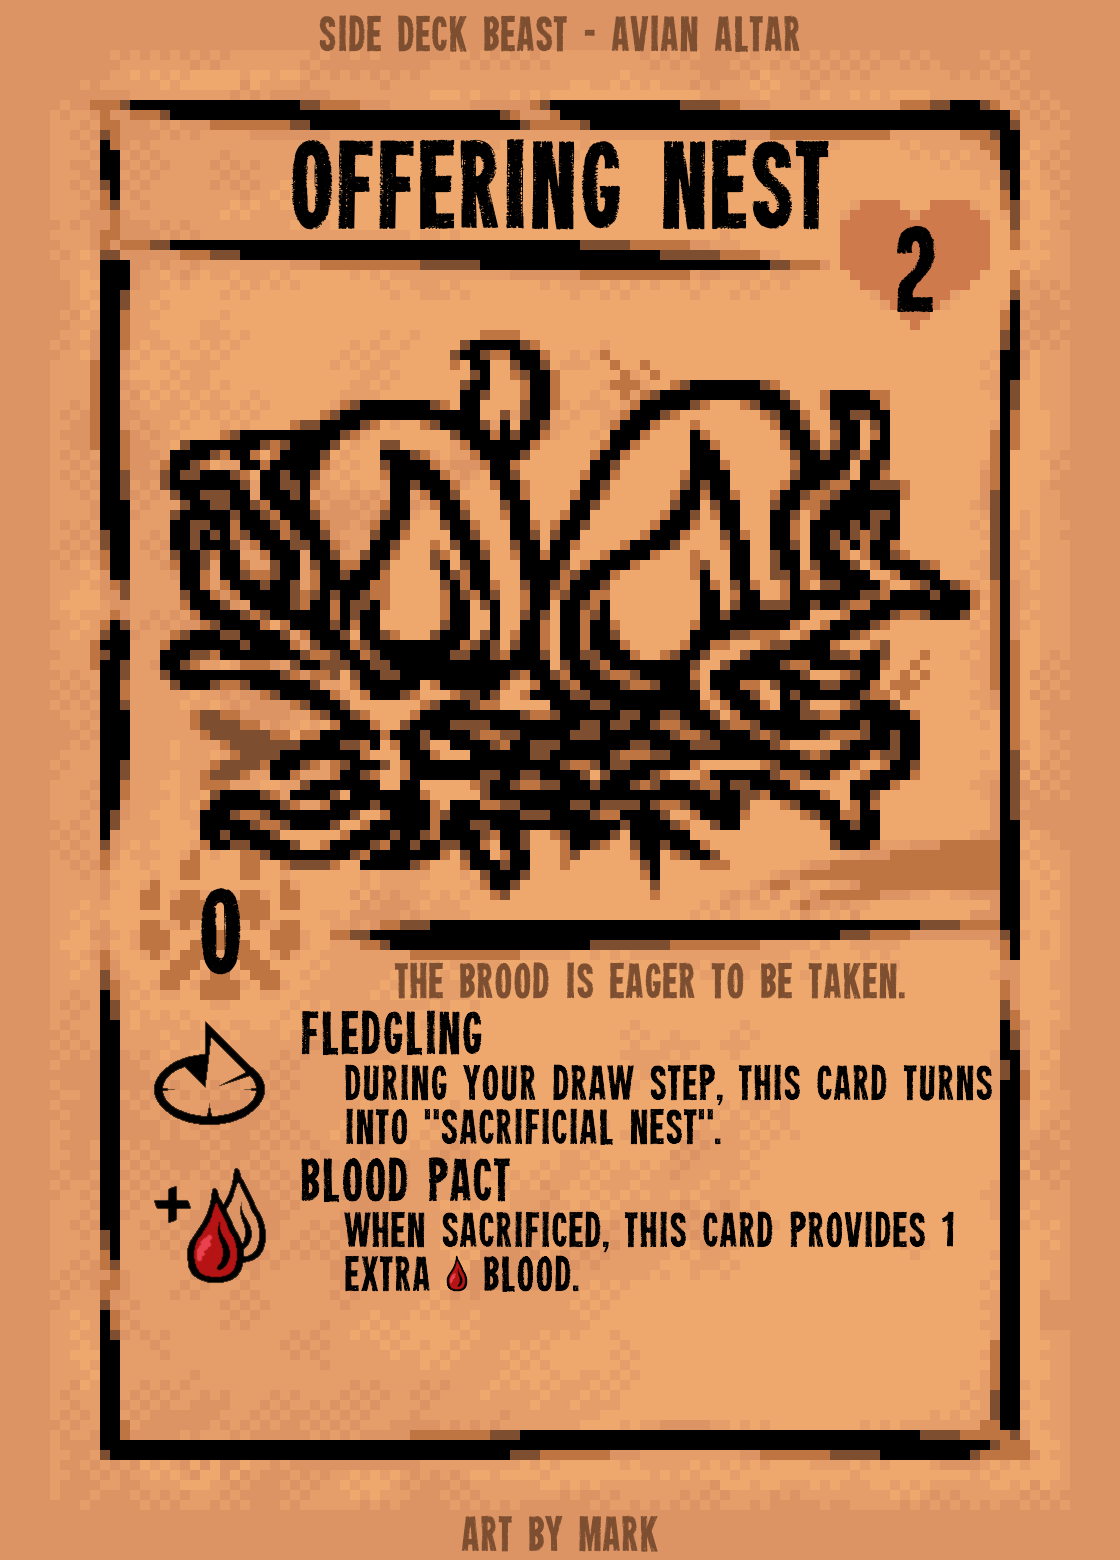 SIDE DECK BEAST - AVIAN ALTAR
OFFERING NEST
2
0
THE BROOD IS EAGER TO BE TAKEN.
FLEDGLING
DURING YOUR DRAW STEP, THIS CARD TURNS
INTO "SACRIFICIAL NEST".
BLOOD PACT
WHEN SACRIFICED, THIS CARD PROVIDES 1
EXTRA BLOOD.
ART BY MARK